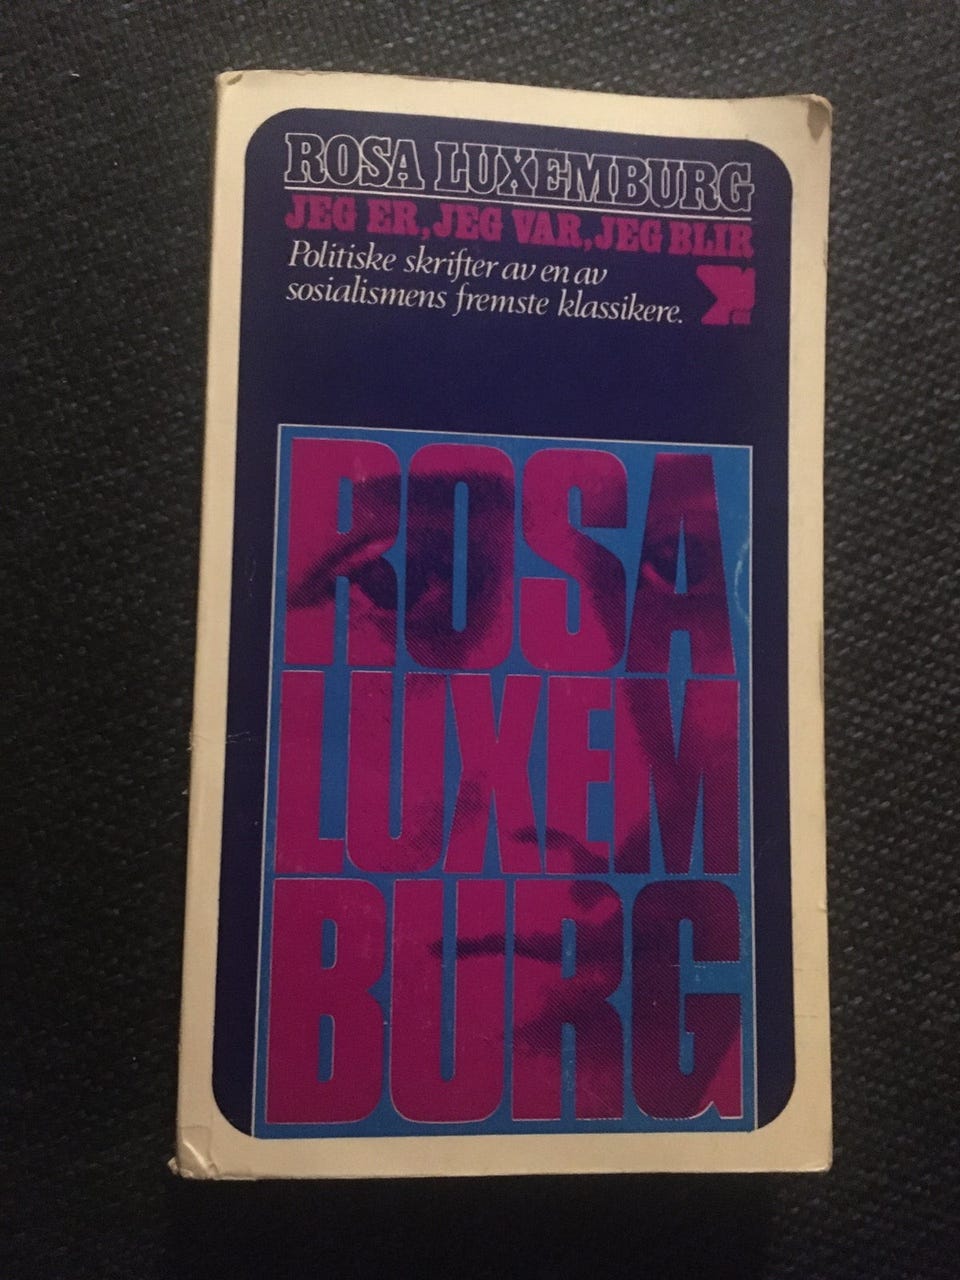 ROSA LUXEMBURG
JEG ER, JEG VAR, JEG BLIR
Politiske skrifter av en av
sosialismens fremste klassikere.
ROSA
LUXEM
BURG